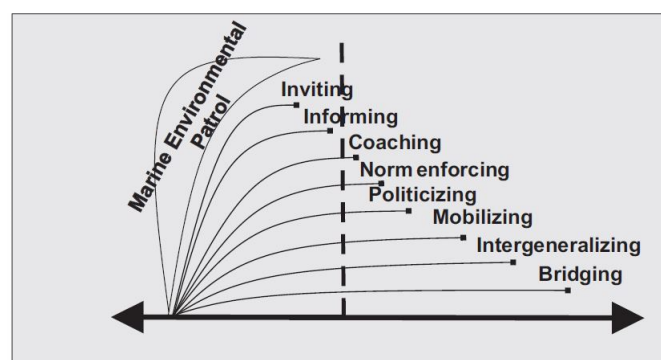 Marine Environmental
Patrol
Inviting
Informing
Coaching
Norm enforcing
Politicizing
Mobilizing
Intergeneralizing
Bridging